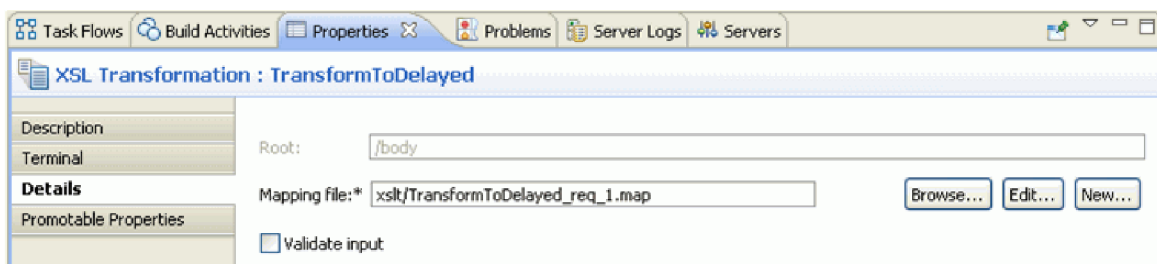 Task Flows Build Activities Properties Problems Server Logs Servers
XSL Transformation : TransformToDelayed
Description
Terminal
Details
Promotable Properties
Root: /body
Mapping file:* xslt/TransformToDelayed_req_1.map Browse... Edit... New...
Validate input